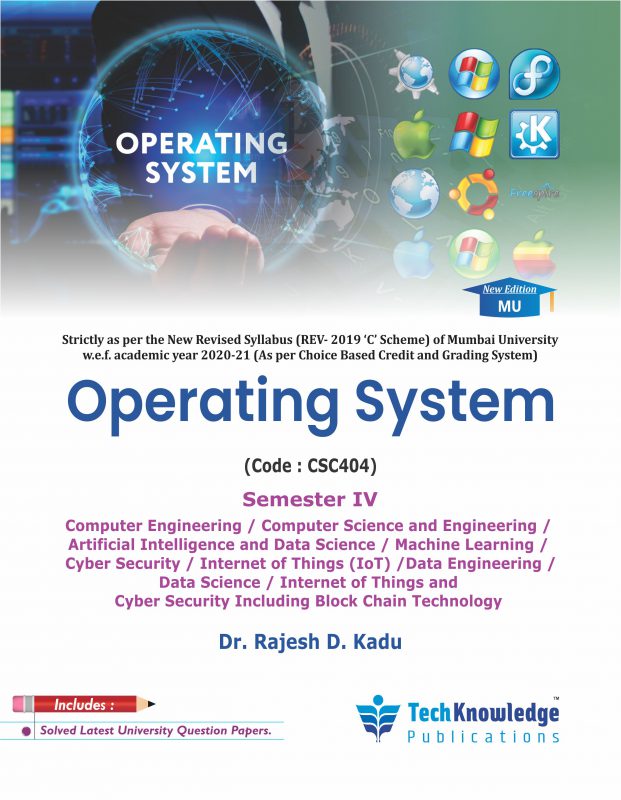 OPERATING
SYSTEM
K
Freespire
New Edition
MU
Strictly as per the New Revised Syllabus (REV- 2019 ‘C’ Scheme) of Mumbai University
w.e.f. academic year 2020-21 (As per Choice Based Credit and Grading System)
Operating System
(Code : CSC404)
Semester IV
Computer Engineering / Computer Science and Engineering /
Artificial Intelligence and Data Science / Machine Learning /
Cyber Security / Internet of Things (IoT) /Data Engineering /
Data Science / Internet of Things and
Cyber Security Including Block Chain Technology
Dr. Rajesh D. Kadu
Includes :
Solved Latest University Question Papers.
TechKnowledge™
Publications